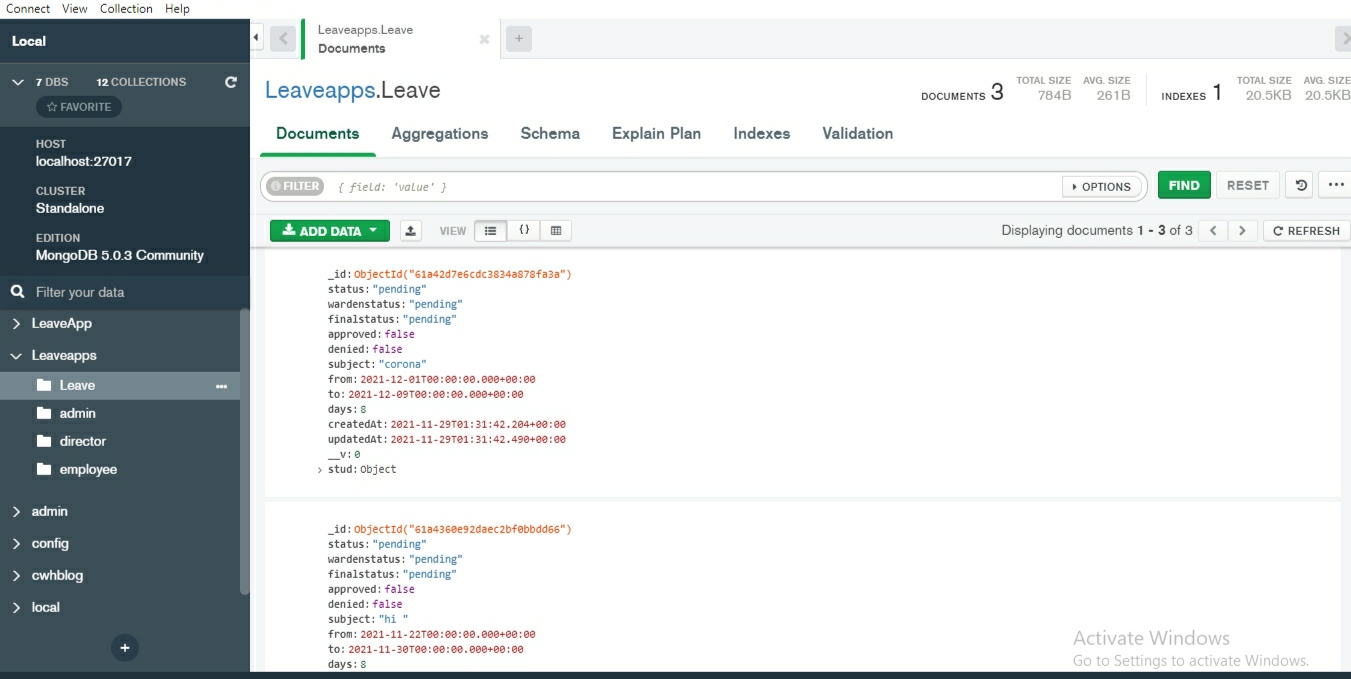 Connect View Collection Help
Local
7 DBS 12 COLLECTIONS
FAVORITE
HOST
localhost:27017
CLUSTER
Standalone
EDITION
MongoDB 5.0.3 Community
Filter your data
LeaveApp
Leaveapps
Leave
admin
director
employee
admin
config
cwhblog
local
+
Leaveapps.Leave
Documents
+
Leaveapps.Leave
DOCUMENTS 3
TOTAL SIZE AVG. SIZE
784B 261B
INDEXES 1
TOTAL SIZE AVG. SIZE
20.5KB 20.5KB
Documents Aggregations Schema Explain Plan Indexes Validation
FILTER { field: 'value' } OPTIONS FIND RESET ...
ADD DATA VIEW {} Displaying documents 1 - 3 of 3 < > REFRESH
_id: ObjectId("61a42d7e6cdc3834a878fa3a")
status: "pending"
wardenstatus: "pending"
finalstatus: "pending"
approved: false
denied: false
subject: "corona"
from: 2021-12-01T00:00:00.000+00:00
to: 2021-12-09T00:00:00.000+00:00
days: 8
createdAt: 2021-11-29T01:31:42.204+00:00
updatedAt: 2021-11-29T01:31:42.490+00:00
__v: 0
> stud: Object
_id: ObjectId("61a4360e92daec2bf0bbdd66")
status: "pending"
wardenstatus: "pending"
finalstatus: "pending"
approved: false
denied: false
subject: "hi "
from: 2021-11-22T00:00:00.000+00:00
to: 2021-11-30T00:00:00.000+00:00
days: 8
Activate Windows
Go to Settings to activate Windows.